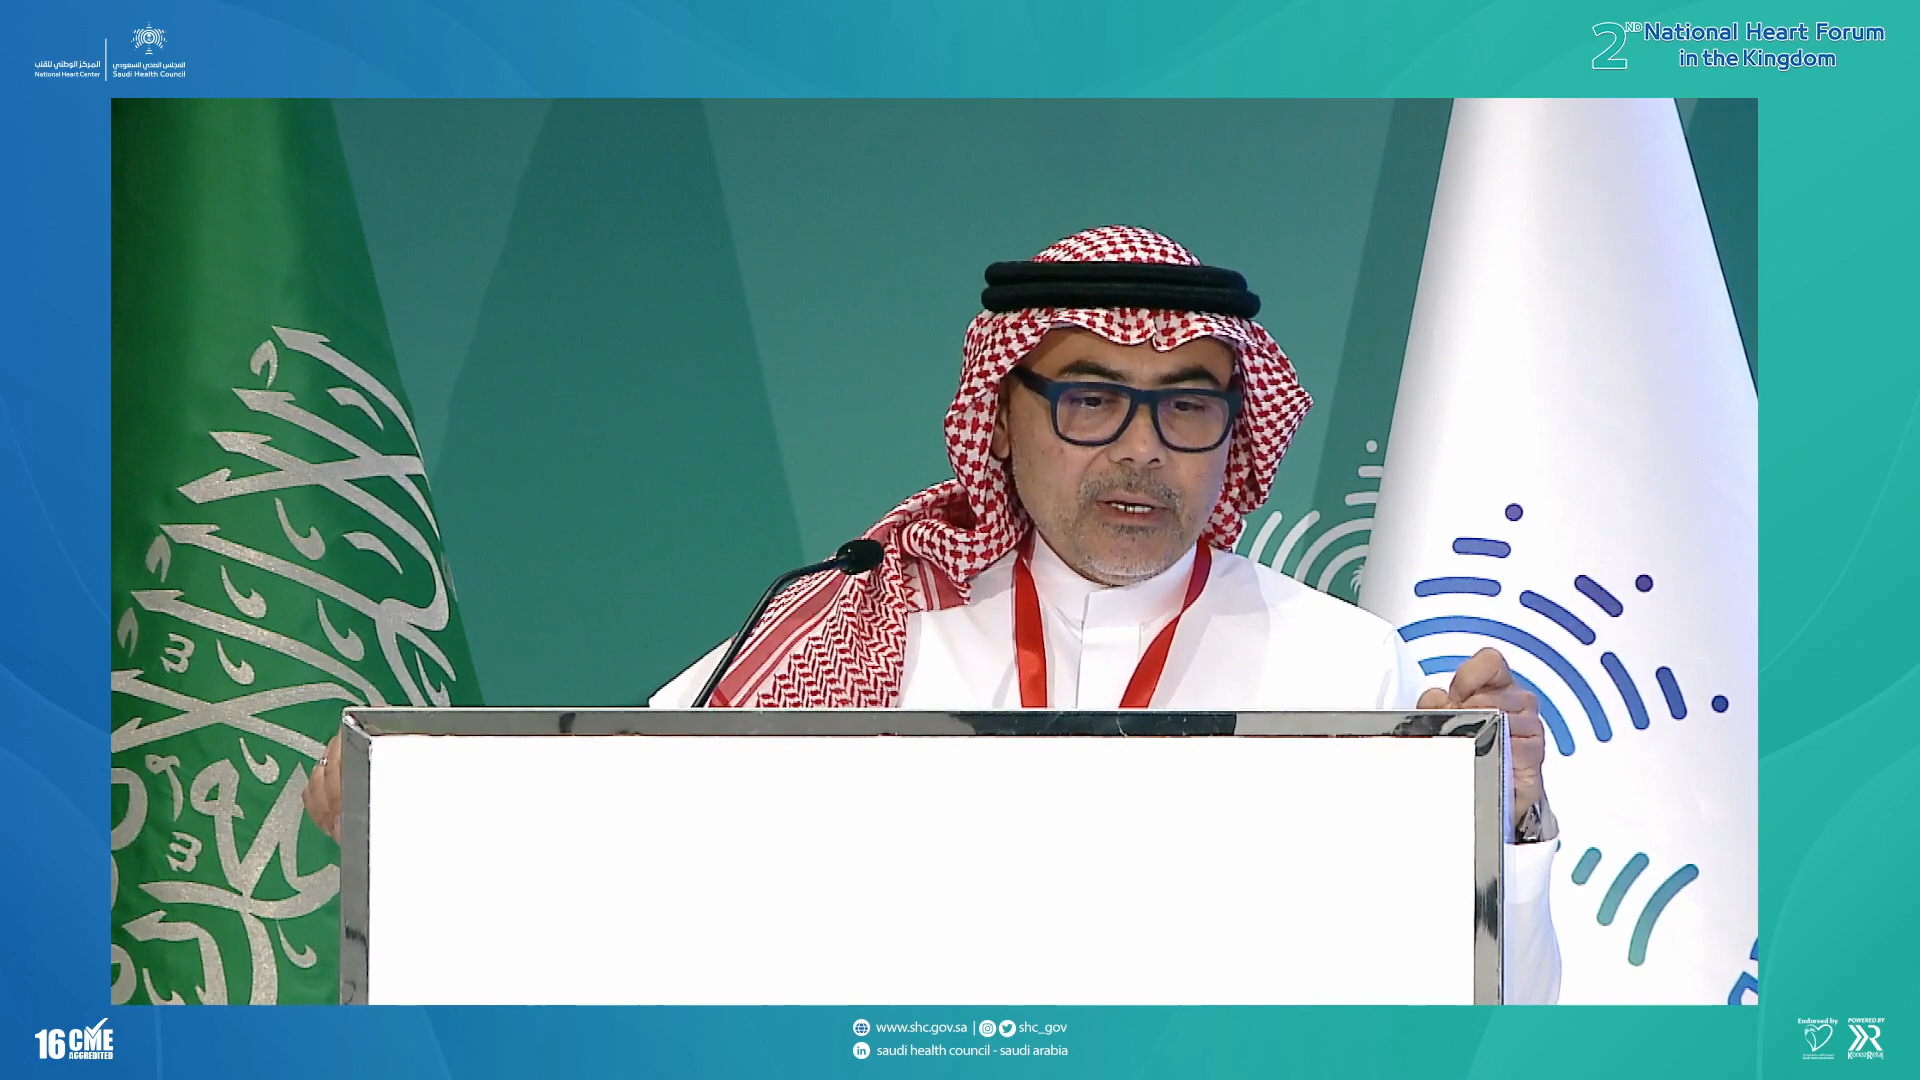 المركز الوطني للقلب
National Heart Center
المجلس الصحي السعودي
Saudi Health Council
2ND National Heart Forum
in the Kingdom
16 CME
ACCREDITED
www.shc.gov.sa | shc_gov
saudi health council - saudi arabia
Endorsed by
POWERED BY
KonozRetaj